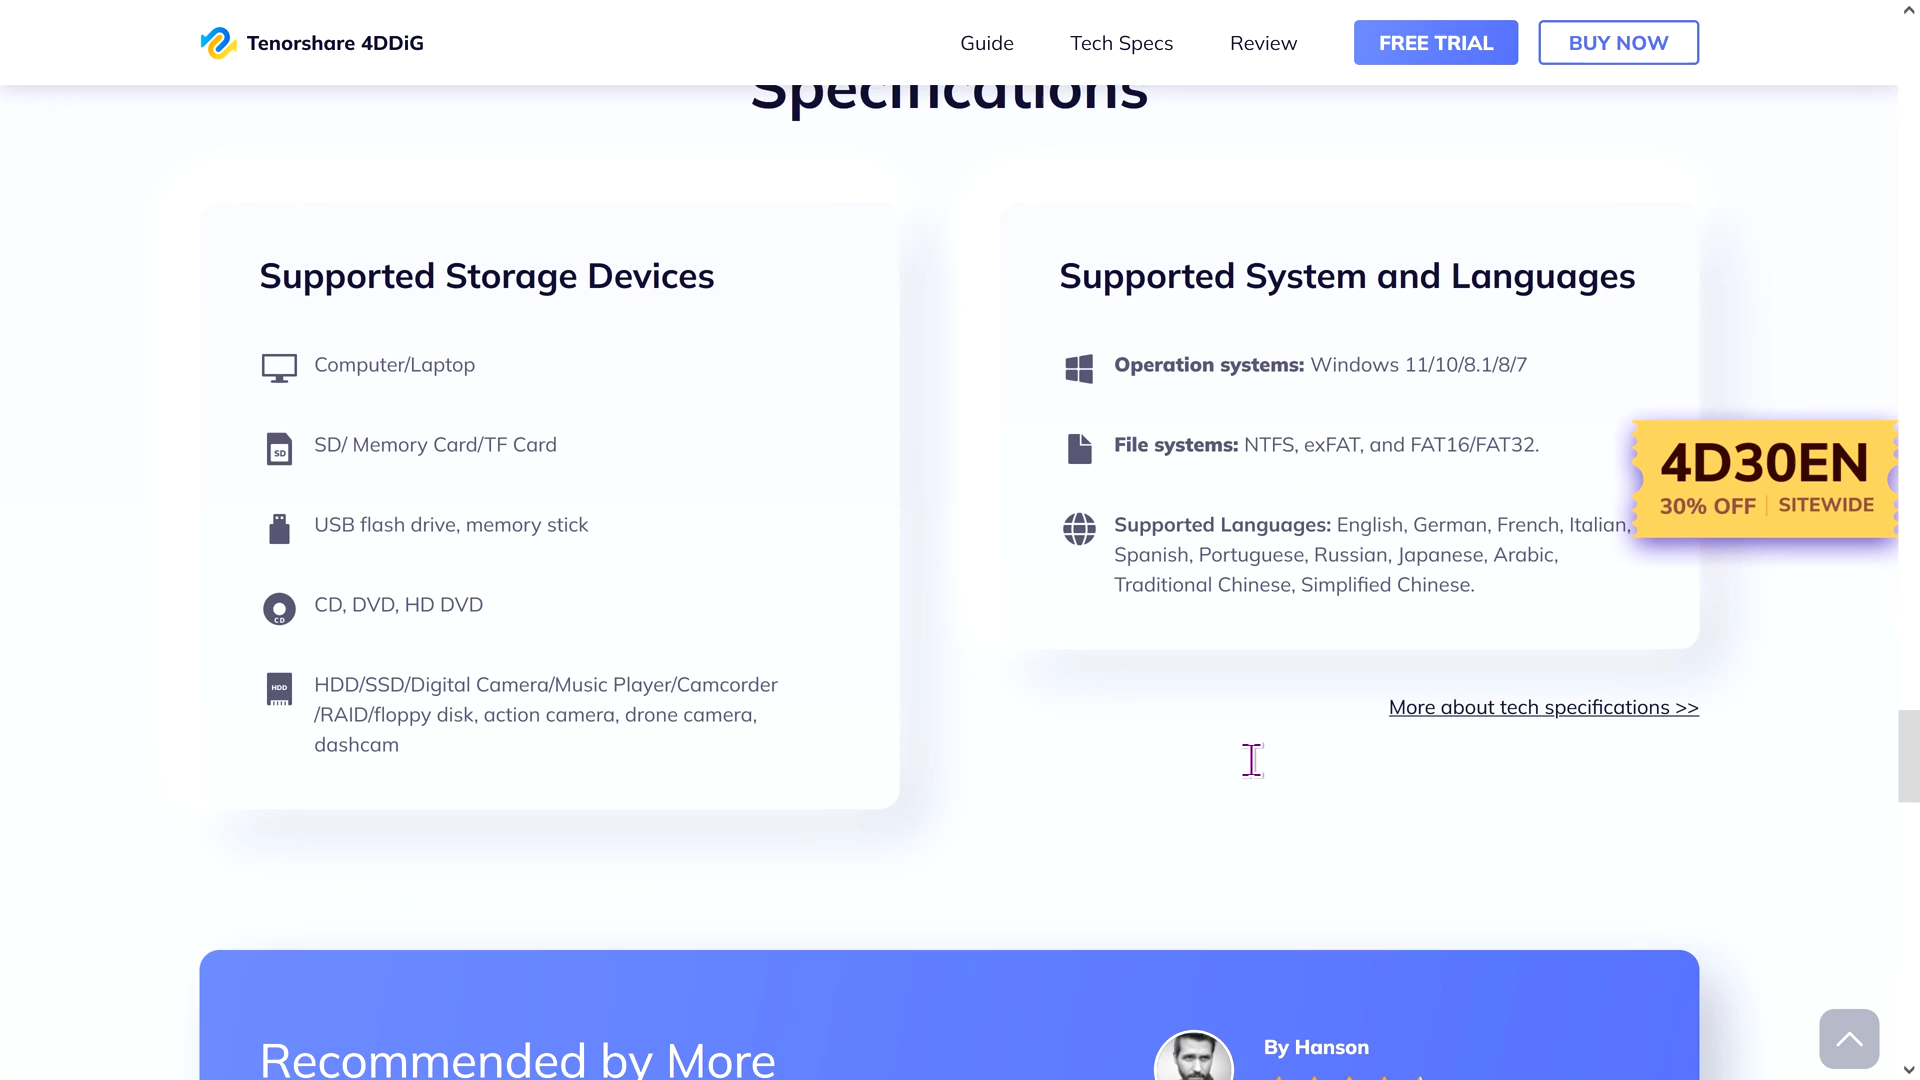 Tenorshare 4DDiG
Guide
Tech Specs
Review
FREE TRIAL
BUY NOW
Specifications
Supported Storage Devices
Computer/Laptop
SD
SD/ Memory Card/TF Card
USB flash drive, memory stick
CD
CD, DVD, HD DVD
HDD
HDD/SSD/Digital Camera/Music Player/Camcorder
/RAID/floppy disk, action camera, drone camera,
dashcam
Supported System and Languages
Operation systems: Windows 11/10/8.1/8/7
File systems: NTFS, exFAT, and FAT16/FAT32.
Supported Languages: English, German, French, Italian,
Spanish, Portuguese, Russian, Japanese, Arabic,
Traditional Chinese, Simplified Chinese.
More about tech specifications >>
4D30EN
30% OFF | SITEWIDE
Recommended by More
By Hanson